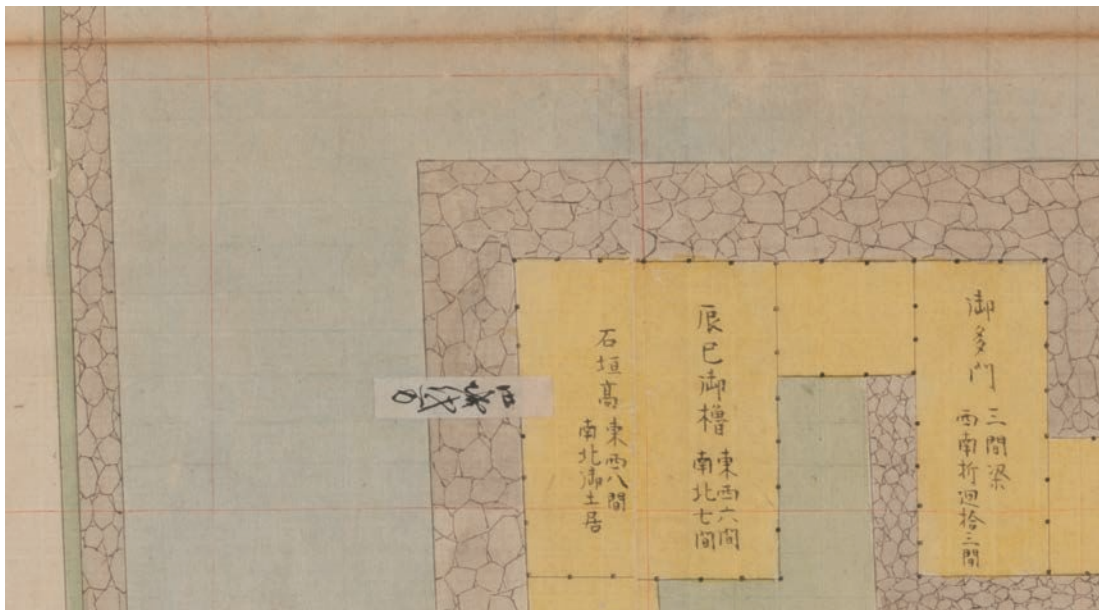 御多門
三間梁
西南折廻拾三間
辰巳御櫓
東西六間
南北七間
石垣高
東西八間
南北御土居